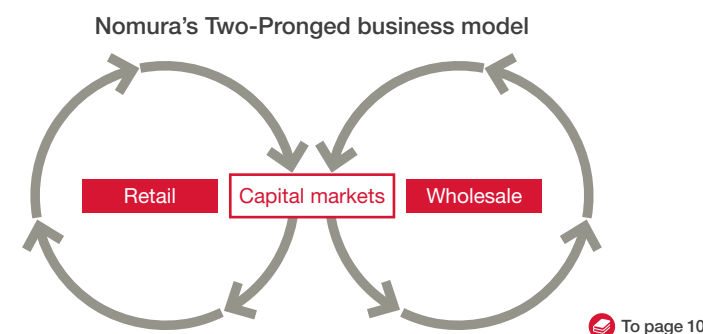 Nomura's Two-Pronged business model
Retail
Capital markets
Wholesale
To page 10